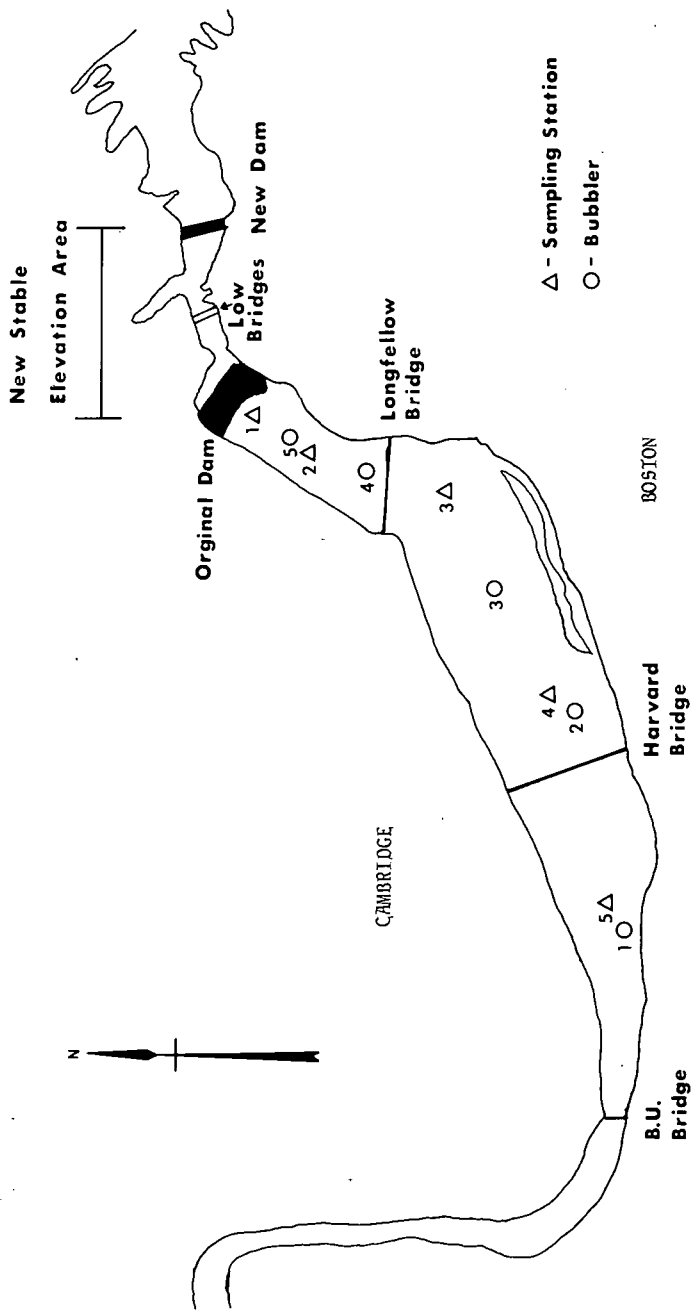 New Stable
Elevation Area
Orginal Dam
Low
Bridges
New Dam
1
5
2
4
Longfellow
Bridge
3
3
4
2
Harvard
Bridge
5
1
B.U.
Bridge
CAMBRIDGE
BOSTON
N
△ - Sampling Station
○ - Bubbler